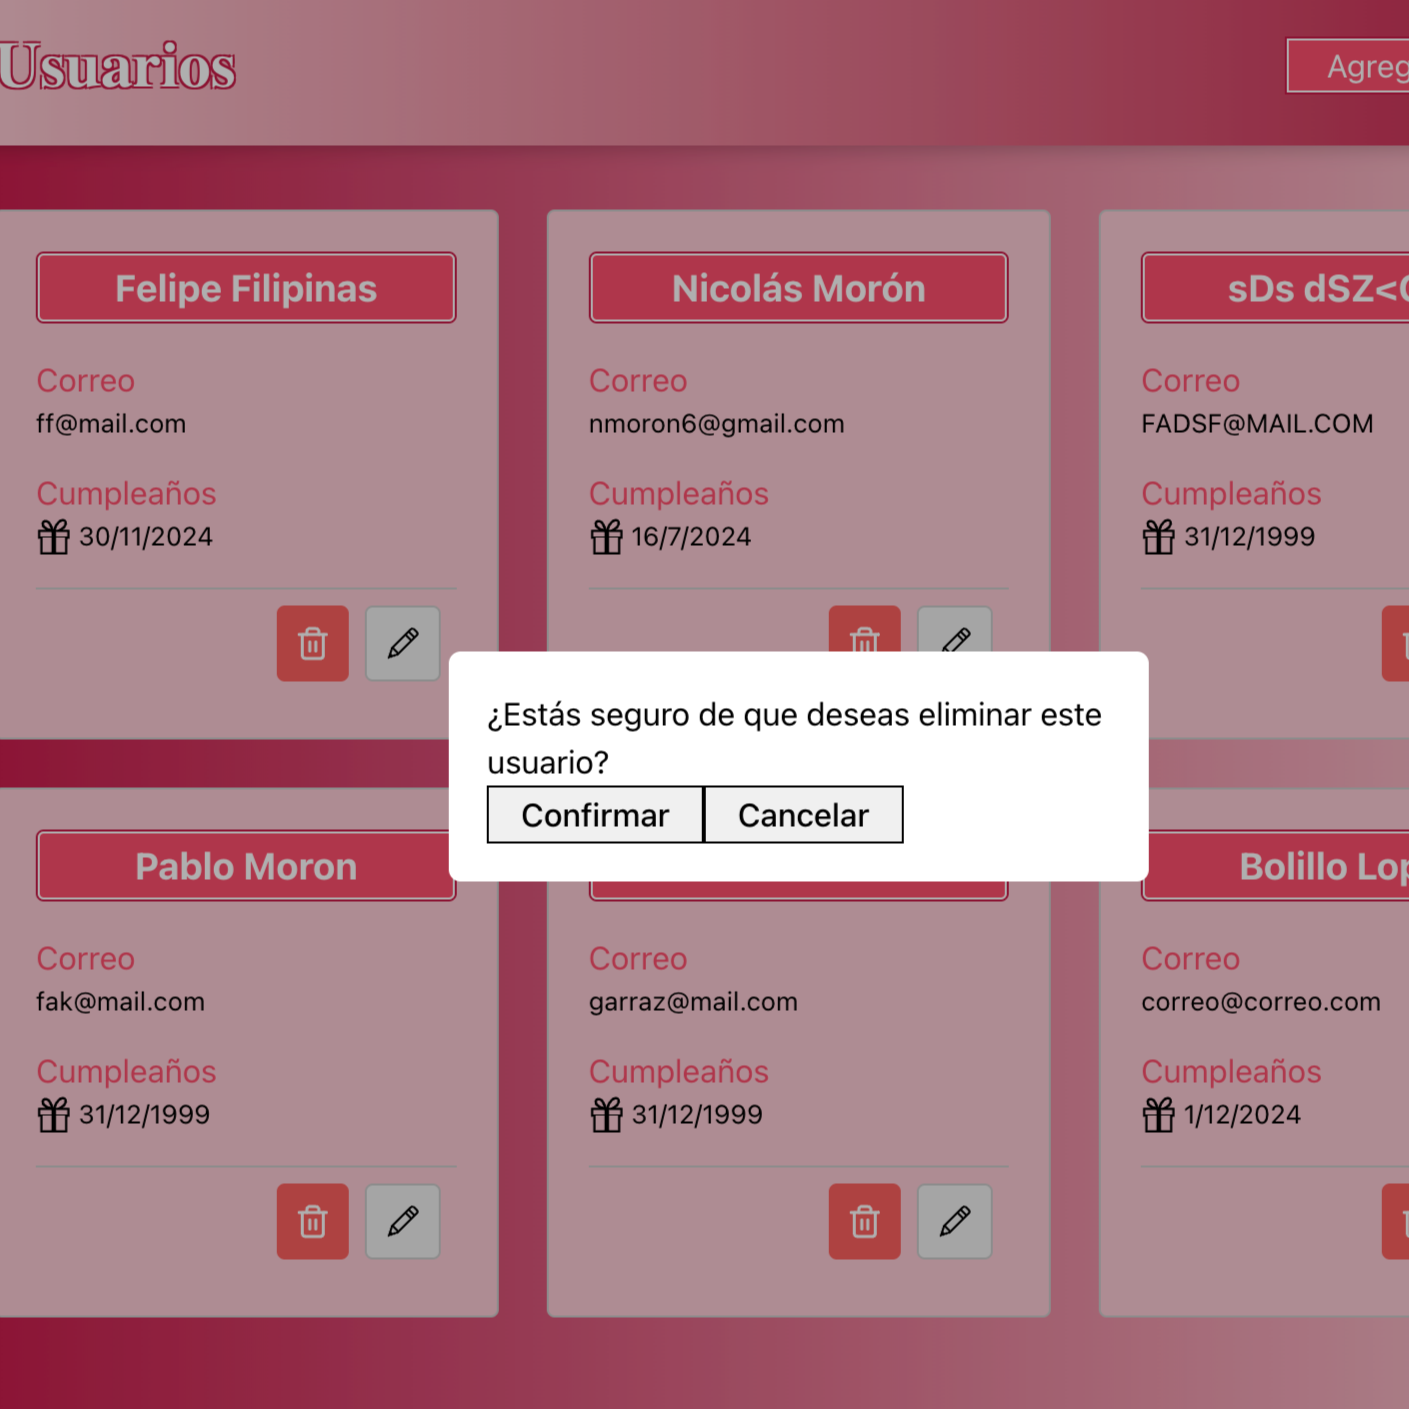 Usuarios
Agreg
Felipe Filipinas
Correo
ff@mail.com
Cumpleaños
30/11/2024
Nicolás Morón
Correo
nmoron6@gmail.com
Cumpleaños
16/7/2024
sDs dSZ<
Correo
FADSF@MAIL.COM
Cumpleaños
31/12/1999
¿Estás seguro de que deseas eliminar este
usuario?
Confirmar
Cancelar
Pablo Moron
Correo
fak@mail.com
Cumpleaños
31/12/1999
Correo
garraz@mail.com
Cumpleaños
31/12/1999
Bolillo Lop
Correo
correo@correo.com
Cumpleaños
1/12/2024